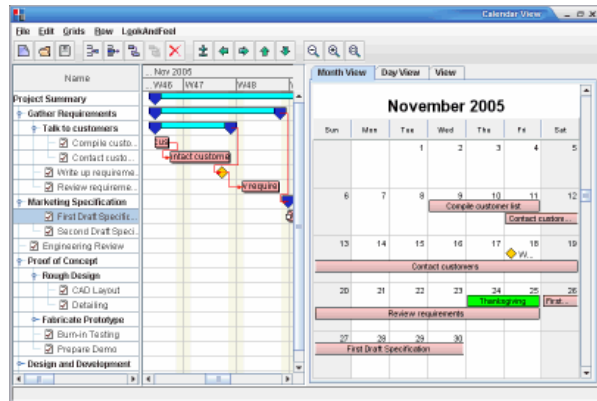 Calendar View
File Edit Grids Row LookAndFeel
Name
... Nov 2005
... W46 W47 W48
Project Summary
Gather Requirements
Talk to customers
Compile custo...
Contact custo...
Write up requireme...
Review requireme...
Marketing Specification
First Draft Specific...
Second Draft Speci...
Engineering Review
Proof of Concept
Rough Design
CAD Layout
Detailing
Fabricate Prototype
Burn-in Testing
Prepare Demo
Design and Development
cus
ntact custome
v require
Month View Day View View
November 2005
Sun Mon Tue Wed Thu Fri Sat
1 2 3 4 5
6 7 8 9 10 11 12
Compile customer list
Contact custom...
13 14 15 16 17 18 19
W...
Contact customers
20 21 22 23 24 25 26
Thanksgiving First...
Review requirements
27 28 29 30
First Draft Specification